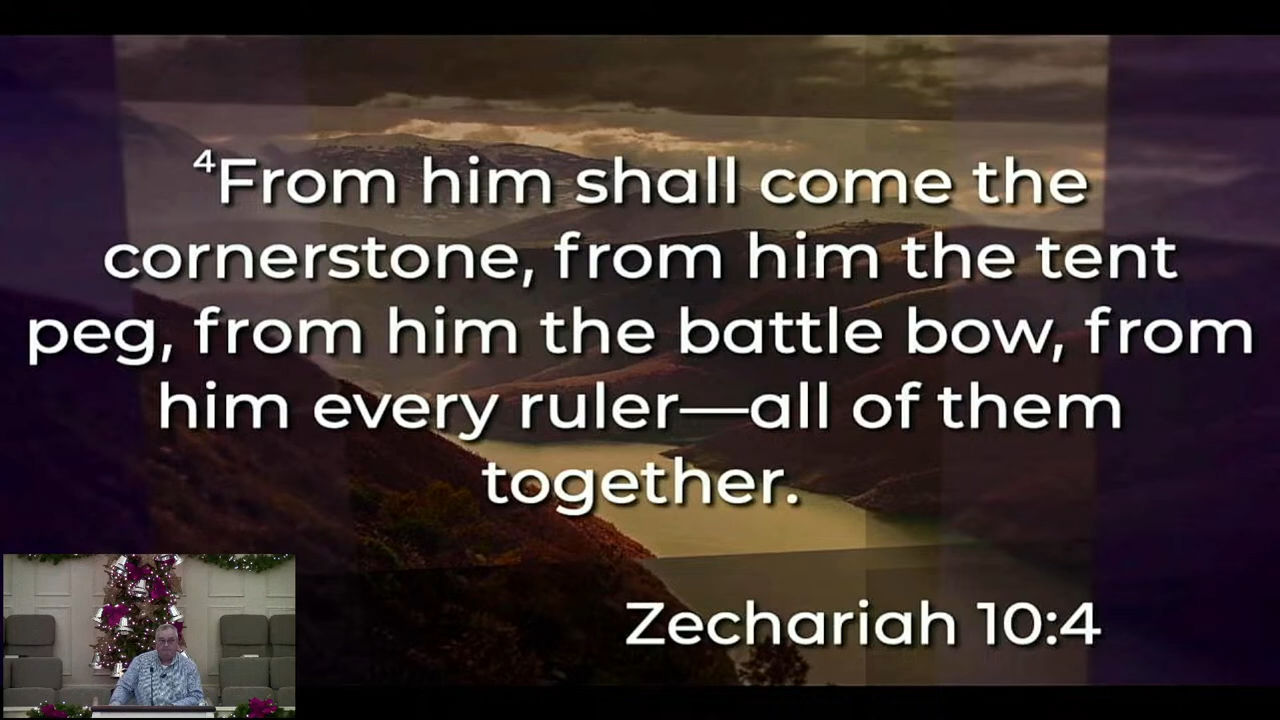 ⁴From him shall come the
cornerstone, from him the tent
peg, from him the battle bow, from
him every ruler—all of them
together.
Zechariah 10:4